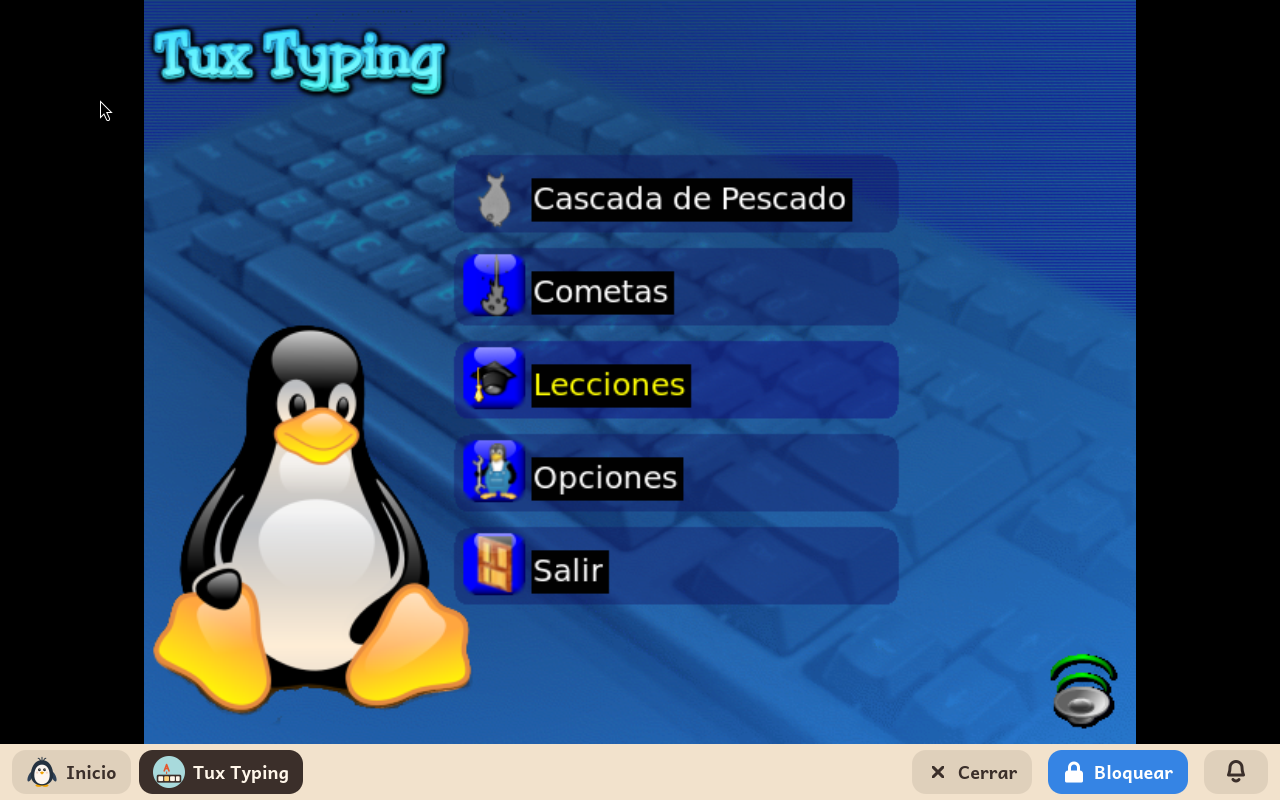 Tux Typing
Cascada de Pescado
Cometas
Lecciones
Opciones
Salir
Inicio
Tux Typing
Cerrar
Bloquear